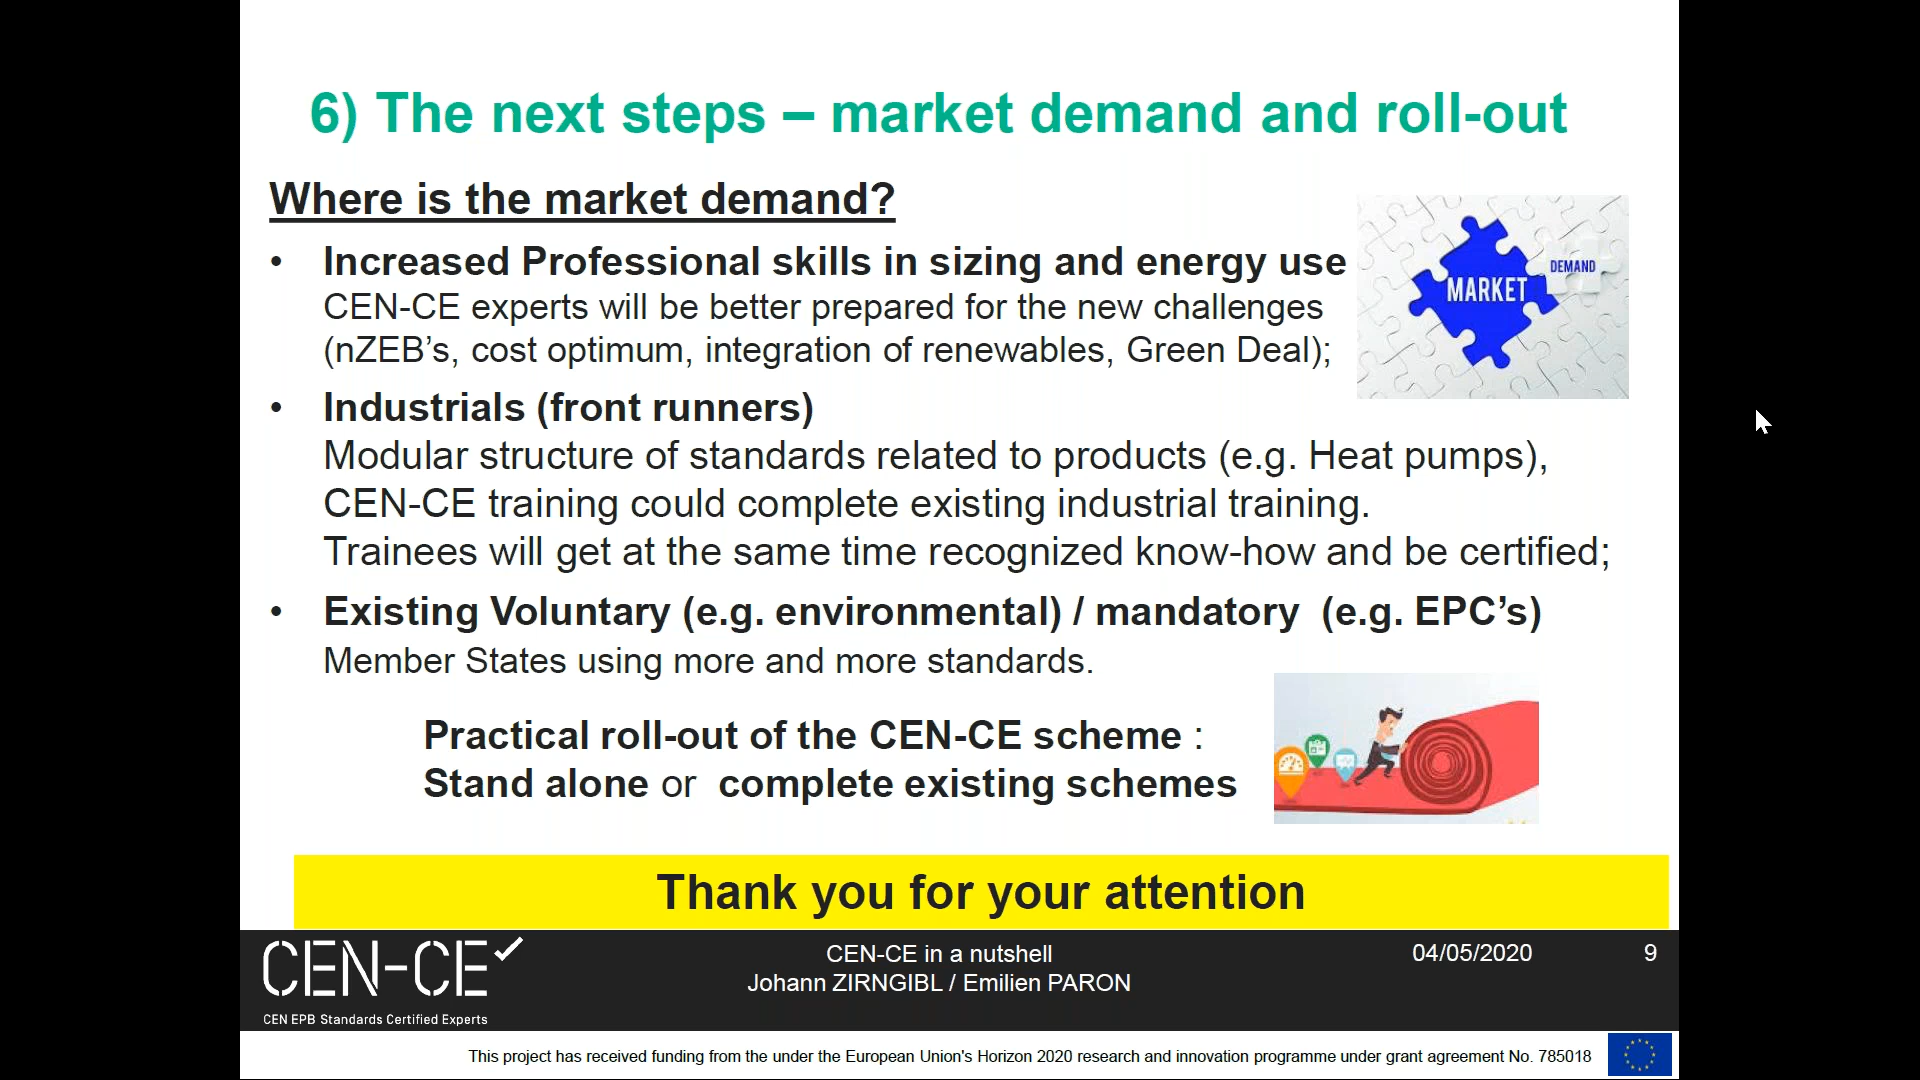 6) The next steps – market demand and roll-out
Where is the market demand?
• Increased Professional skills in sizing and energy use
CEN-CE experts will be better prepared for the new challenges
(nZEB’s, cost optimum, integration of renewables, Green Deal);
MARKET
DEMAND
• Industrials (front runners)
Modular structure of standards related to products (e.g. Heat pumps),
CEN-CE training could complete existing industrial training.
Trainees will get at the same time recognized know-how and be certified;
• Existing Voluntary (e.g. environmental) / mandatory (e.g. EPC’s)
Member States using more and more standards.
Practical roll-out of the CEN-CE scheme :
Stand alone or complete existing schemes
Thank you for your attention
CEN-CE
CEN EPB Standards Certified Experts
CEN-CE in a nutshell
Johann ZIRNGIBL / Emilien PARON
04/05/2020
9
This project has received funding from the under the European Union's Horizon 2020 research and innovation programme under grant agreement No. 785018